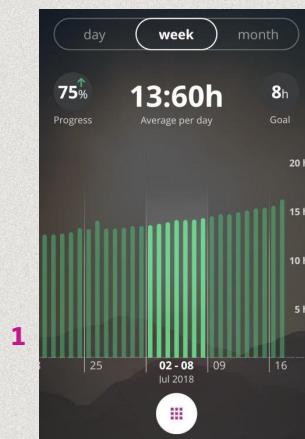 day week month
75% 13:60h 8h
Progress Average per day Goal
20 h
15 h
10 h
5 h
1
25 02 - 08 09 16
Jul 2018